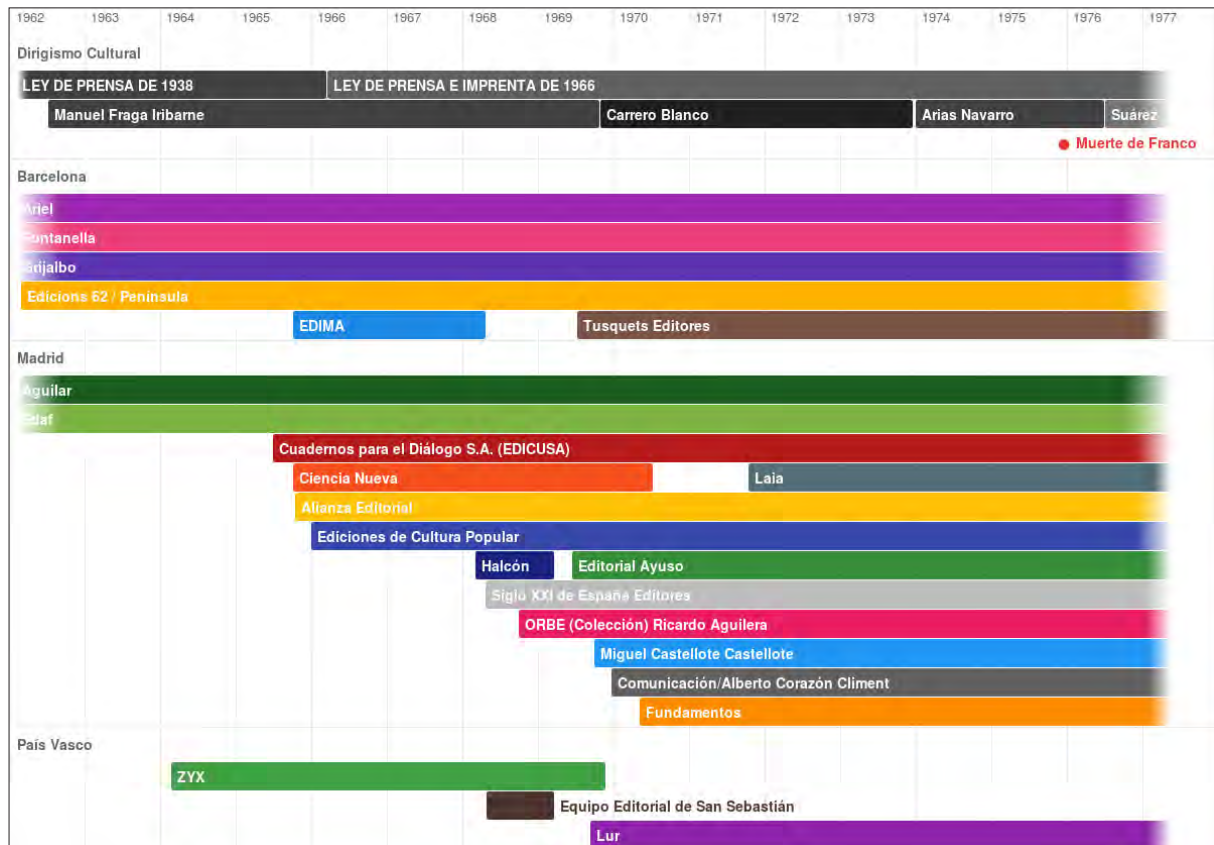 1962 1963 1964 1965 1966 1967 1968 1969 1970 1971 1972 1973 1974 1975 1976 1977
Dirigismo Cultural
LEY DE PRENSA DE 1938 LEY DE PRENSA E IMPRENTA DE 1966
Manuel Fraga Iribarne Carrero Blanco Arias Navarro Suárez
Muerte de Franco
Barcelona
Ariel
Fontanella
Grijalbo
Edicions 62 / Península
EDIMA Tusquets Editores
Madrid
Aguilar
Edaf
Cuadernos para el Diálogo S.A. (EDICUSA)
Ciencia Nueva Laia
Alianza Editorial
Ediciones de Cultura Popular
Halcón Editorial Ayuso
Siglo XXI de España Editores
ORBE (Colección) Ricardo Aguilera
Miguel Castellote Castellote
Comunicación/Alberto Corazón Climent
Fundamentos
País Vasco
ZYX
Equipo Editorial de San Sebastián
Lur